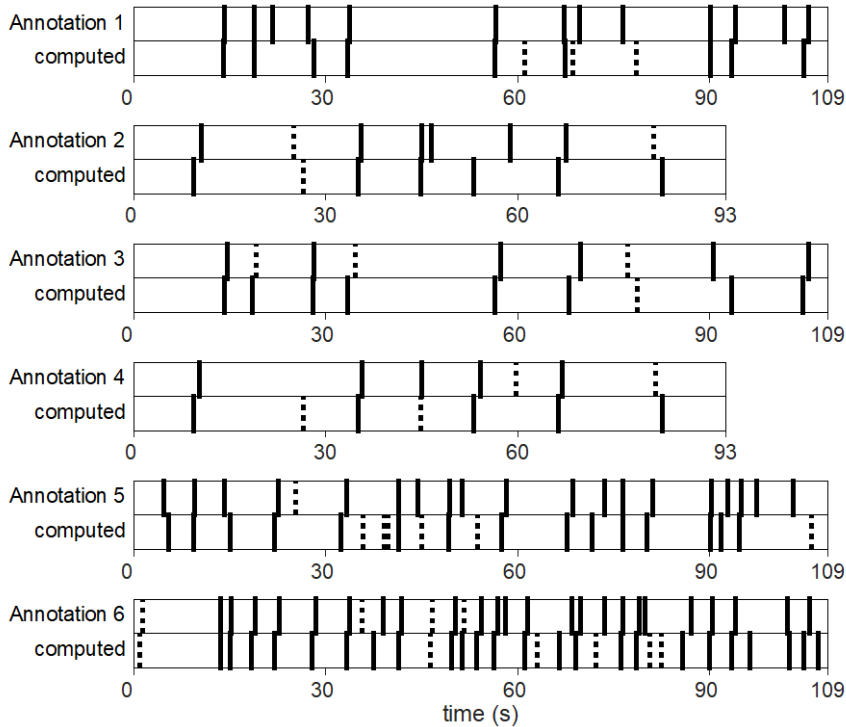 Annotation 1
computed
0 30 60 90 109
Annotation 2
computed
0 30 60 93
Annotation 3
computed
0 30 60 90 109
Annotation 4
computed
0 30 60 93
Annotation 5
computed
0 30 60 90 109
Annotation 6
computed
0 30 60 90 109
time (s)